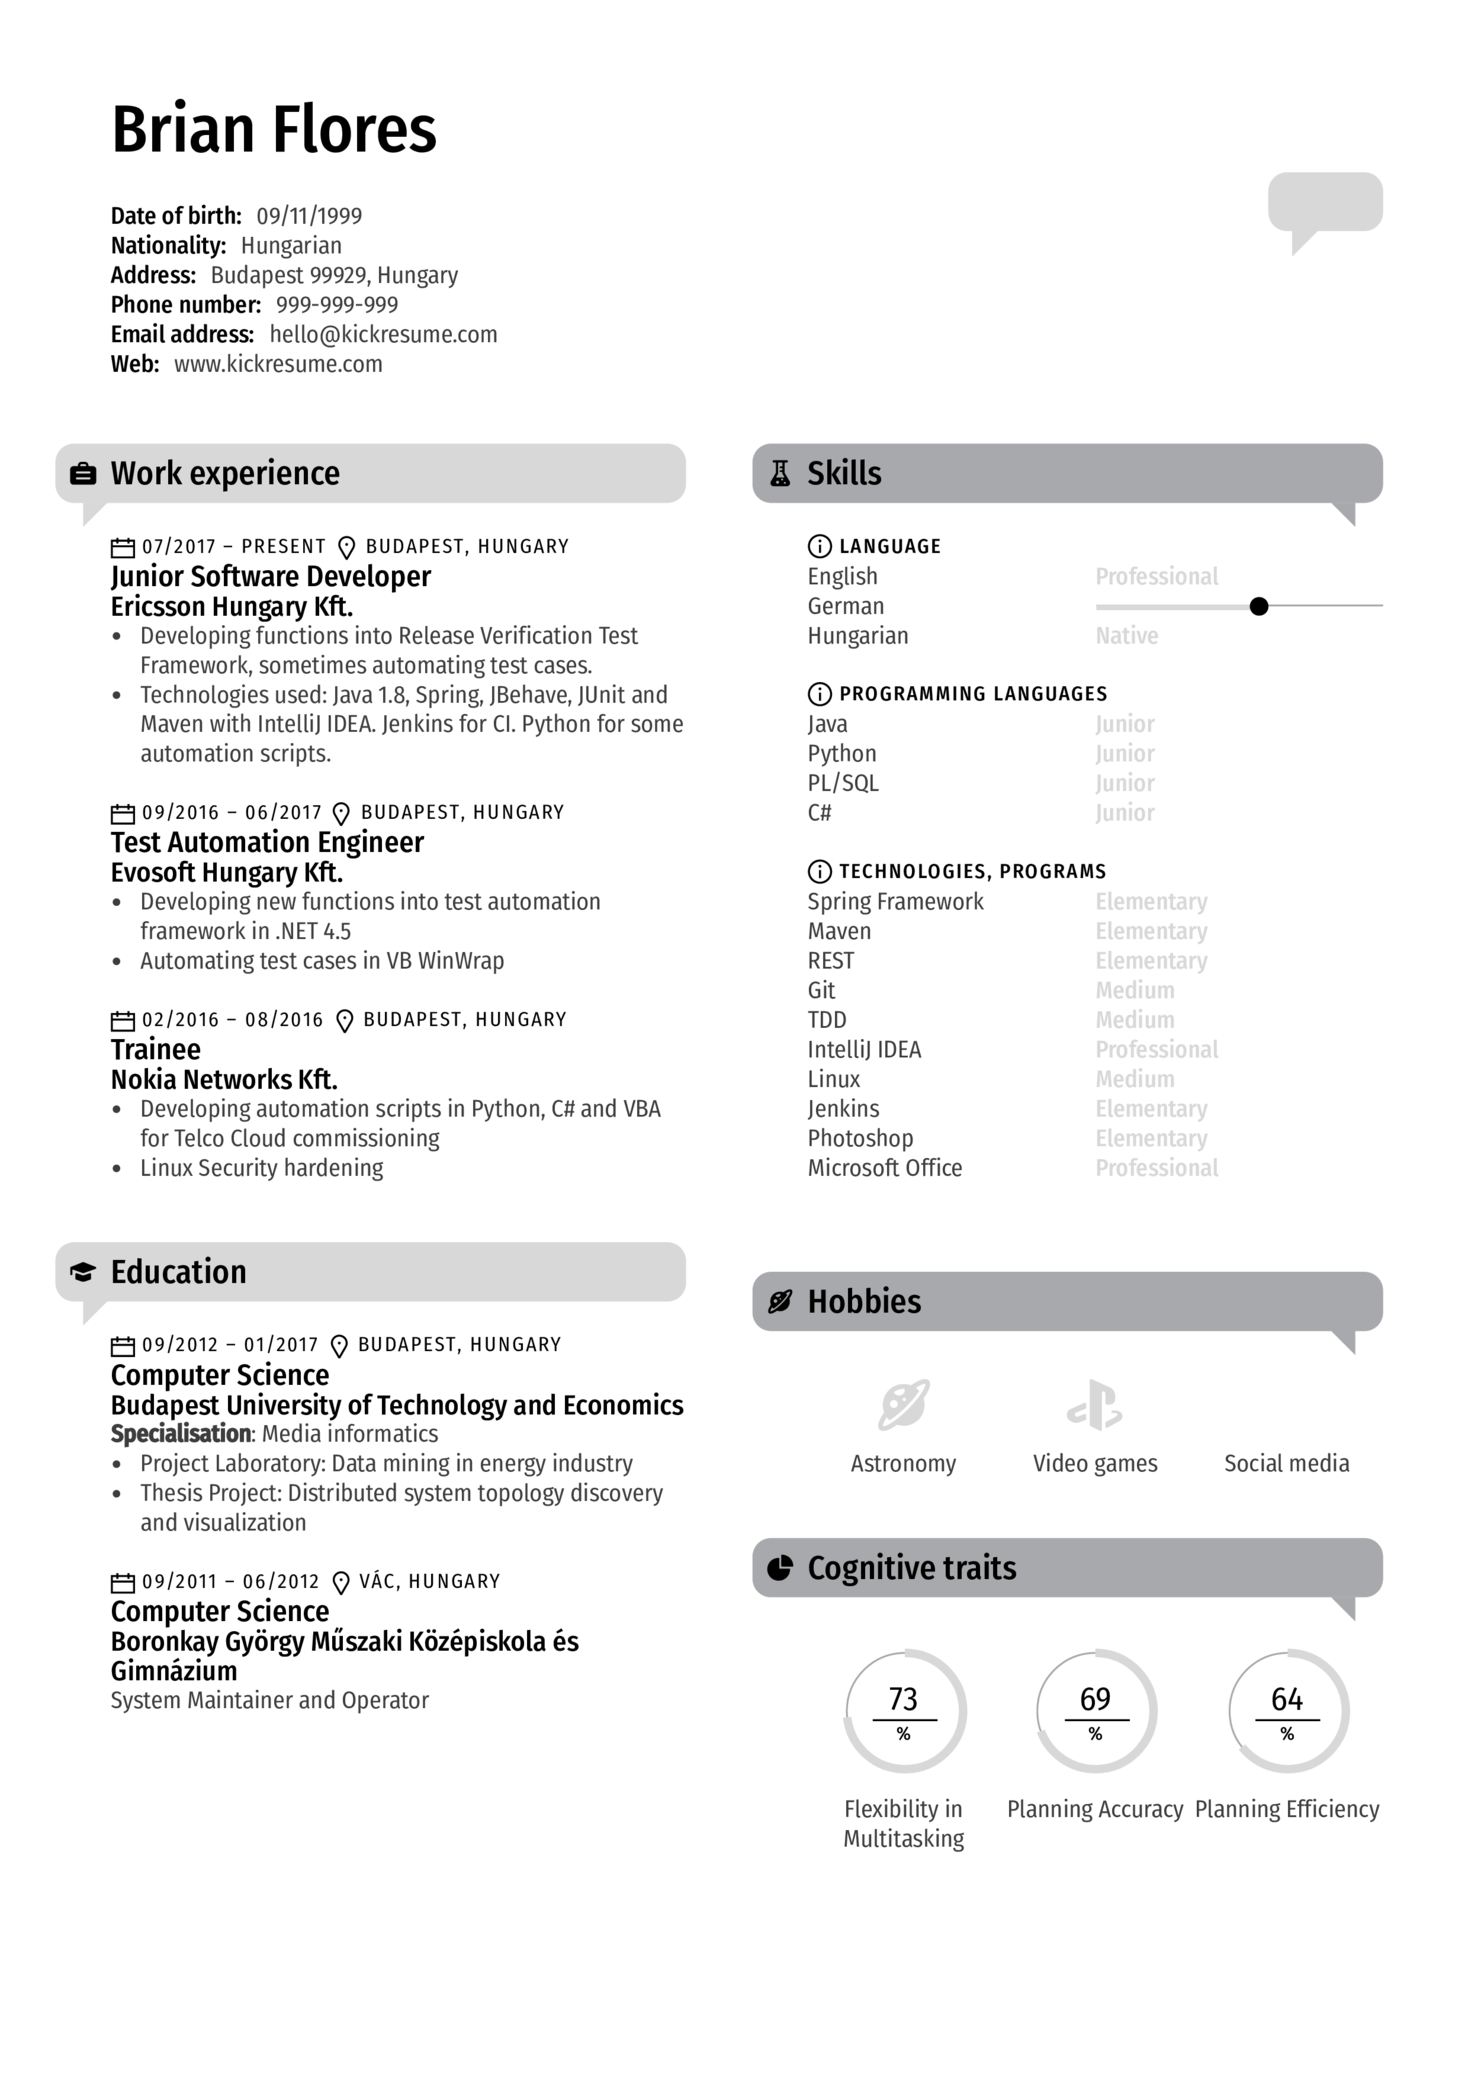 Brian Flores
Date of birth: 09/11/1999
Nationality: Hungarian
Address: Budapest 99929, Hungary
Phone number: 999-999-999
Email address: hello@kickresume.com
Web: www.kickresume.com
Work experience
07/2017 – PRESENT BUDAPEST, HUNGARY
Junior Software Developer
Ericsson Hungary Kft.
• Developing functions into Release Verification Test
Framework, sometimes automating test cases.
• Technologies used: Java 1.8, Spring, JBehave, JUnit and
Maven with IntelliJ IDEA. Jenkins for CI. Python for some
automation scripts.
09/2016 – 06/2017 BUDAPEST, HUNGARY
Test Automation Engineer
Evosoft Hungary Kft.
• Developing new functions into test automation
framework in .NET 4.5
• Automating test cases in VB WinWrap
02/2016 – 08/2016 BUDAPEST, HUNGARY
Trainee
Nokia Networks Kft.
• Developing automation scripts in Python, C# and VBA
for Telco Cloud commissioning
• Linux Security hardening
Education
09/2012 – 01/2017 BUDAPEST, HUNGARY
Computer Science
Budapest University of Technology and Economics
Specialisation: Media informatics
• Project Laboratory: Data mining in energy industry
• Thesis Project: Distributed system topology discovery
and visualization
09/2011 – 06/2012 VÁC, HUNGARY
Computer Science
Boronkay György Műszaki Középiskola és
Gimnázium
System Maintainer and Operator
Skills
LANGUAGE
English Professional
German
Hungarian Native
PROGRAMMING LANGUAGES
Java Junior
Python Junior
PL/SQL Junior
C# Junior
TECHNOLOGIES, PROGRAMS
Spring Framework Elementary
Maven Elementary
REST Elementary
Git Medium
TDD Medium
IntelliJ IDEA Professional
Linux Medium
Jenkins Elementary
Photoshop Elementary
Microsoft Office Professional
Hobbies
Astronomy Video games Social media
Cognitive traits
73 69 64
% % %
Flexibility in Planning Accuracy Planning Efficiency
Multitasking